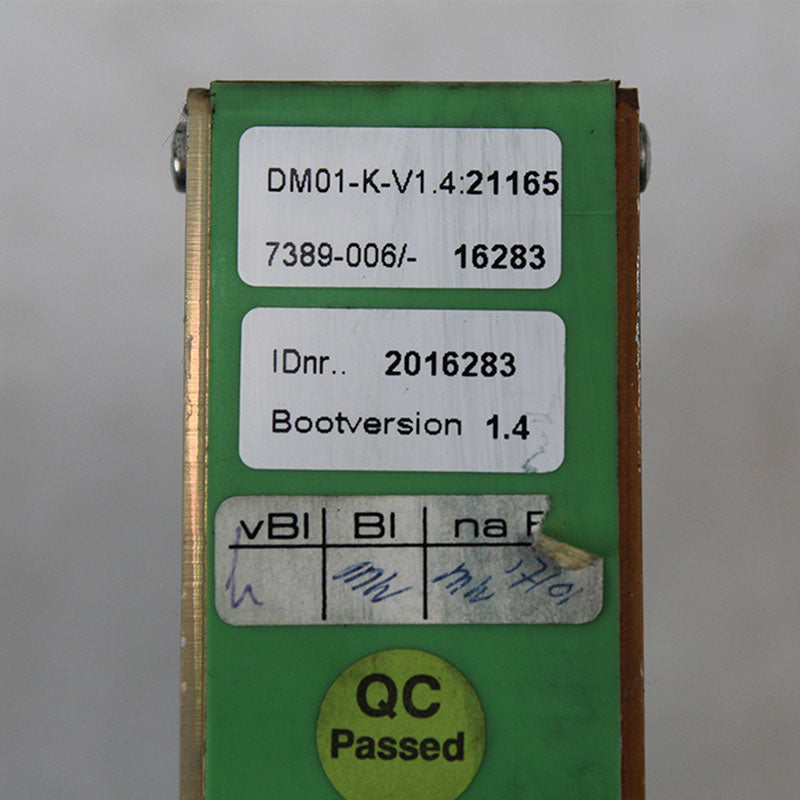 DM01-K-V1.4:21165
7389-006/- 16283
IDnr.. 2016283
Bootversion 1.4
vBI BI na
QC
Passed